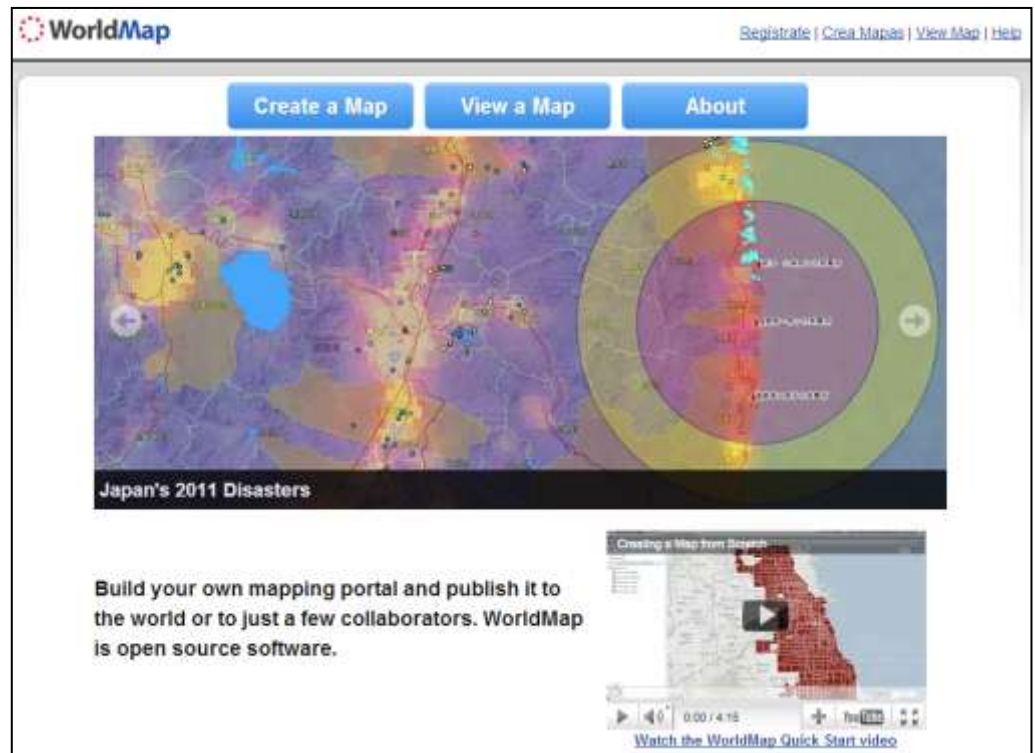 WorldMap
Registrate | Crea Mapas | View Map | Help
Create a Map
View a Map
About
Japan's 2011 Disasters
Creating a Map from Scratch
Build your own mapping portal and publish it to
the world or to just a few collaborators. WorldMap
is open source software.
0:00 / 4:15
YouTube
Watch the WorldMap Quick Start video